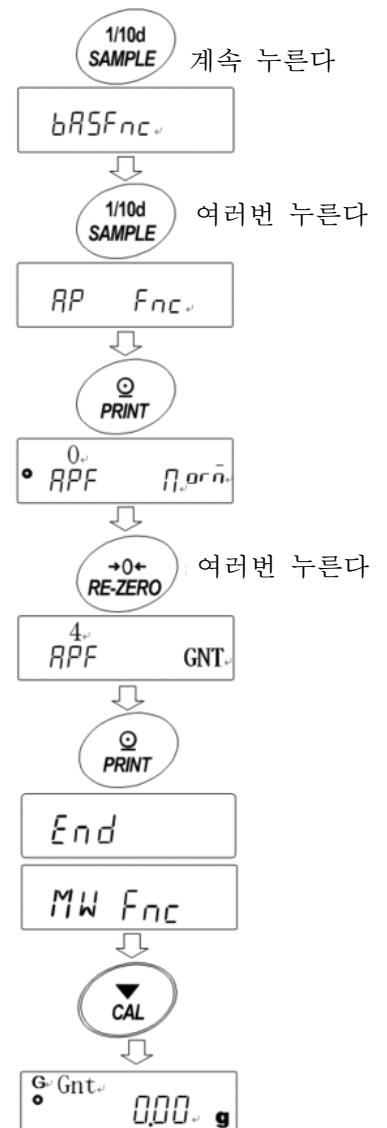 1/10d
SAMPLE 계속 누른다
bASFnc
1/10d
SAMPLE 여러번 누른다
AP Fnc
PRINT
0
APF norm
→0←
RE-ZERO 여러번 누른다
4
APF GNT
PRINT
End
MW Fnc
CAL
G Gnt
0.00 g